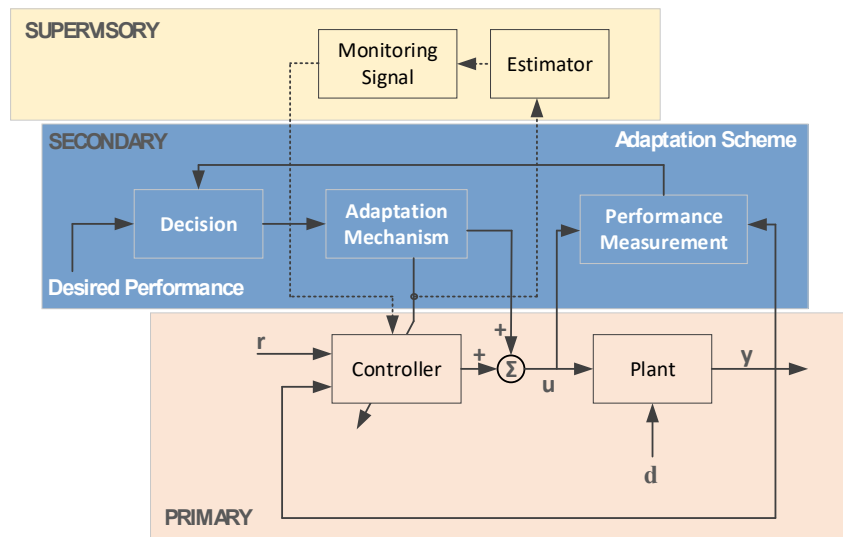 SUPERVISORY
Monitoring
Signal
Estimator
SECONDARY
Adaptation Scheme
Decision
Adaptation
Mechanism
Performance
Measurement
Desired Performance
r
+
+
Controller
Σ
u
Plant
y
d
PRIMARY